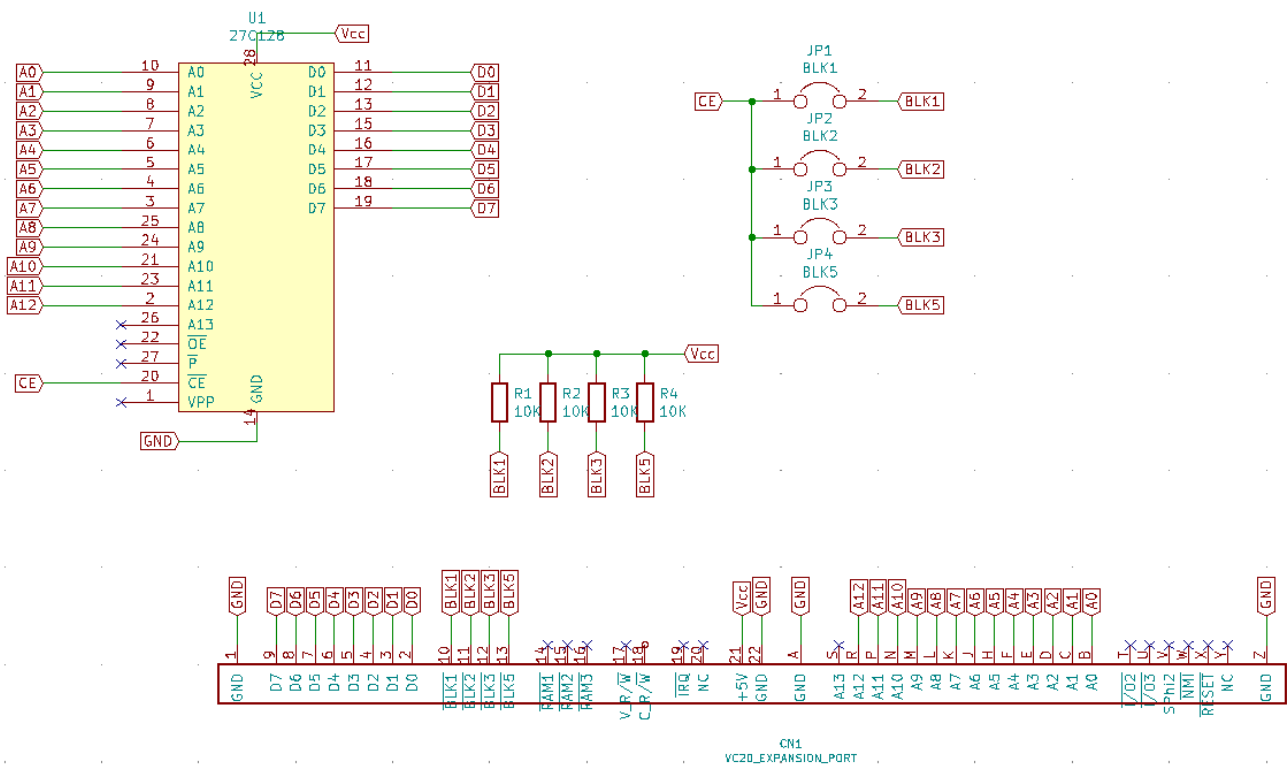 U1
27C128
Vcc
28
VCC
A0 10 A0 D0 11 D0
A1 9 A1 D1 12 D1
A2 8 A2 D2 13 D2
A3 7 A3 D3 15 D3
A4 6 A4 D4 16 D4
A5 5 A5 D5 17 D5
A6 4 A6 D6 18 D6
A7 3 A7 D7 19 D7
A8 25 A8
A9 24 A9
A10 21 A10
A11 23 A11
A12 2 A12
26 A13
22 OE
27 P
CE 20 CE
1 VPP
GND
14
GND
JP1
BLK1
CE 1 2 BLK1
JP2
BLK2
1 2 BLK2
JP3
BLK3
1 2 BLK3
JP4
BLK5
1 2 BLK5
Vcc
R1 R2 R3 R4
10K 10K 10K 10K
BLK1 BLK2 BLK3 BLK5
GND D7 D6 D5 D4 D3 D2 D1 D0 BLK1 BLK2 BLK3 BLK5 Vcc GND GND A12 A11 A10 A9 A8 A7 A6 A5 A4 A3 A2 A1 A0 GND
1 9 8 7 6 5 4 3 2 10 11 12 13 14 15 16 17 18 19 20 21 22 A S R P N M L K J H F E D C B T U V W X Y Z
GND D7 D6 D5 D4 D3 D2 D1 D0 BLK1 BLK2 BLK3 BLK5 RAM1 RAM2 RAM3 V_R/W C_R/W IRQ NC +5V GND GND A13 A12 A11 A10 A9 A8 A7 A6 A5 A4 A3 A2 A1 A0 I/O2 I/O3 SPhi2 NMI RESET NC GND
CN1
VC20_EXPANSION_PORT